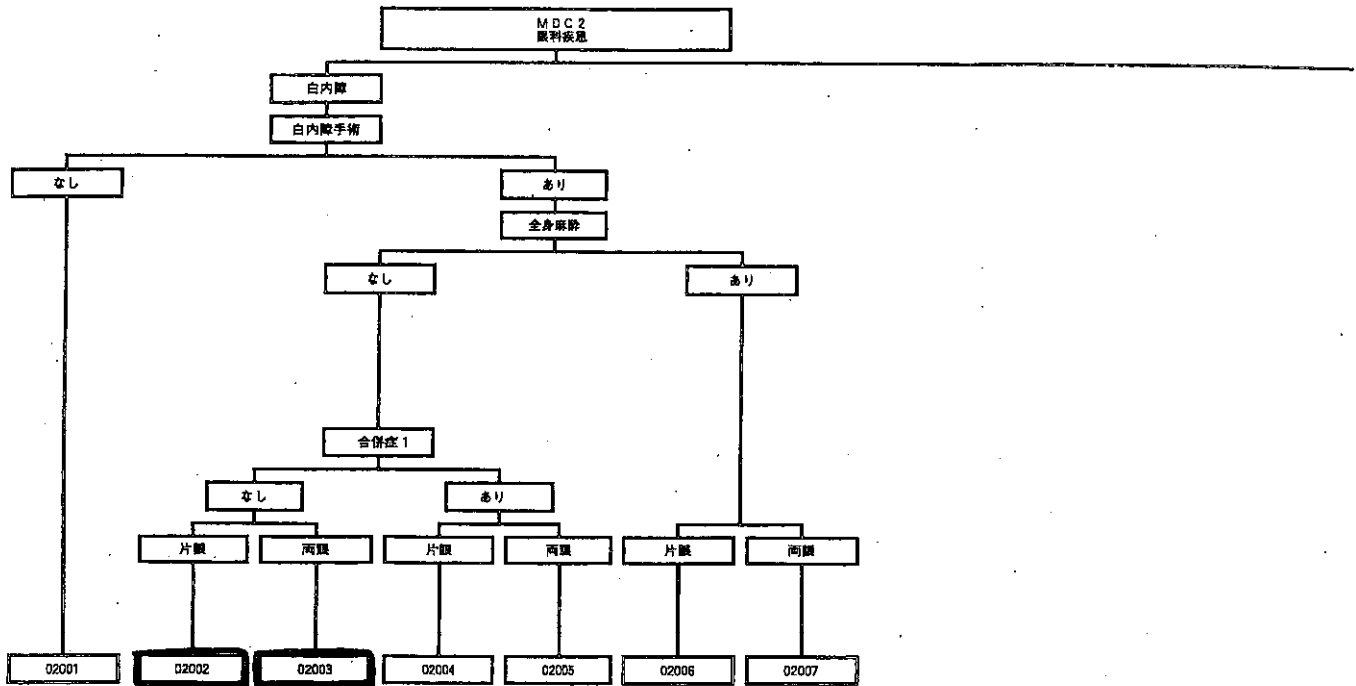 MDC2
眼科疾患
白内障
白内障手術
なし
あり
全身麻酔
なし
あり
合併症1
なし
あり
片眼
両眼
片眼
両眼
片眼
両眼
02001
02002
02003
02004
02005
02006
02007